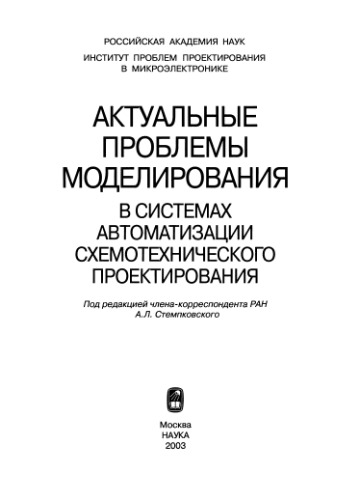 РОССИЙСКАЯ АКАДЕМИЯ НАУК
ИНСТИТУТ ПРОБЛЕМ ПРОЕКТИРОВАНИЯ
В МИКРОЭЛЕКТРОНИКЕ
АКТУАЛЬНЫЕ
ПРОБЛЕМЫ
МОДЕЛИРОВАНИЯ
В СИСТЕМАХ
АВТОМАТИЗАЦИИ
СХЕМОТЕХНИЧЕСКОГО
ПРОЕКТИРОВАНИЯ
Под редакцией члена-корреспондента РАН
А.Л. Стемпковского
Москва
НАУКА
2003